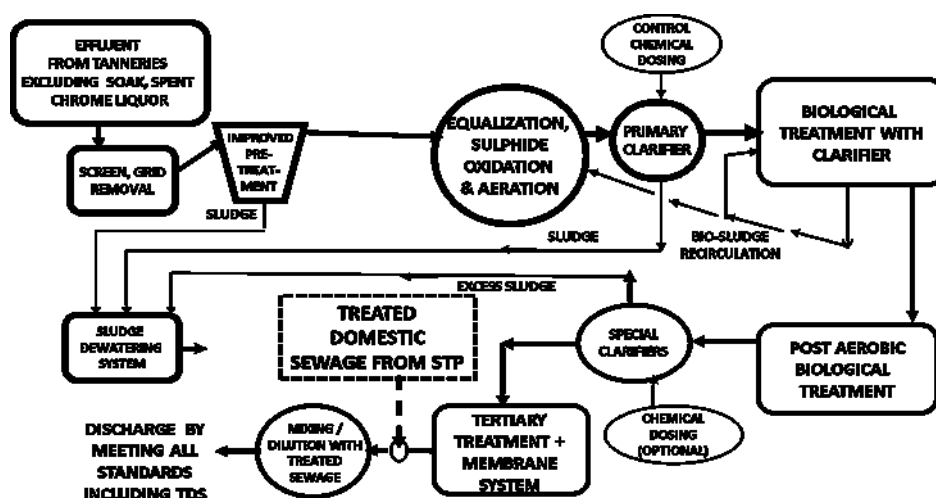 EFFLUENT
FROM TANNERIES
EXCLUDING SOAK, SPENT
CHROME LIQUOR
SCREEN, GRID
REMOVAL
IMPROVED
PRE-
TREAT-
MENT
EQUALIZATION,
SULPHIDE
OXIDATION
& AERATION
CONTROL
CHEMICAL
DOSING
PRIMARY
CLARIFIER
BIOLOGICAL
TREATMENT WITH
CLARIFIER
SLUDGE
SLUDGE
BIO-SLUDGE
RECIRCULATION
EXCESS SLUDGE
SLUDGE
DEWATERING
SYSTEM
TREATED
DOMESTIC
SEWAGE FROM STP
SPECIAL
CLARIFIERS
POST AEROBIC
BIOLOGICAL
TREATMENT
CHEMICAL
DOSING
(OPTIONAL)
TERTIARY
TREATMENT +
MEMBRANE
SYSTEM
MIXING /
DILUTION WITH
TREATED
SEWAGE
DISCHARGE BY
MEETING ALL
STANDARDS
INCLUDING TDS